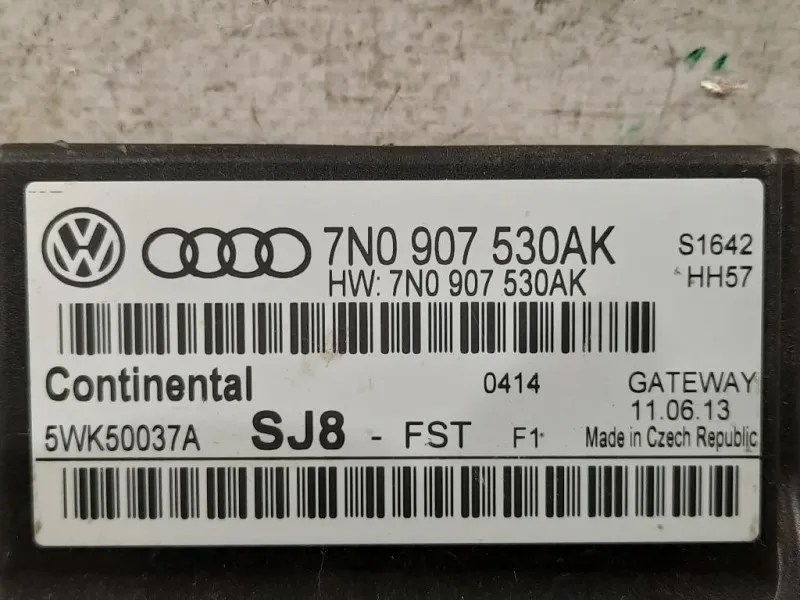 7N0 907 530AK S1642
HW: 7N0 907 530AK HH57
Continental 0414 GATEWAY
11.06.13
5WK50037A SJ8 - FST F1 Made in Czech Republic